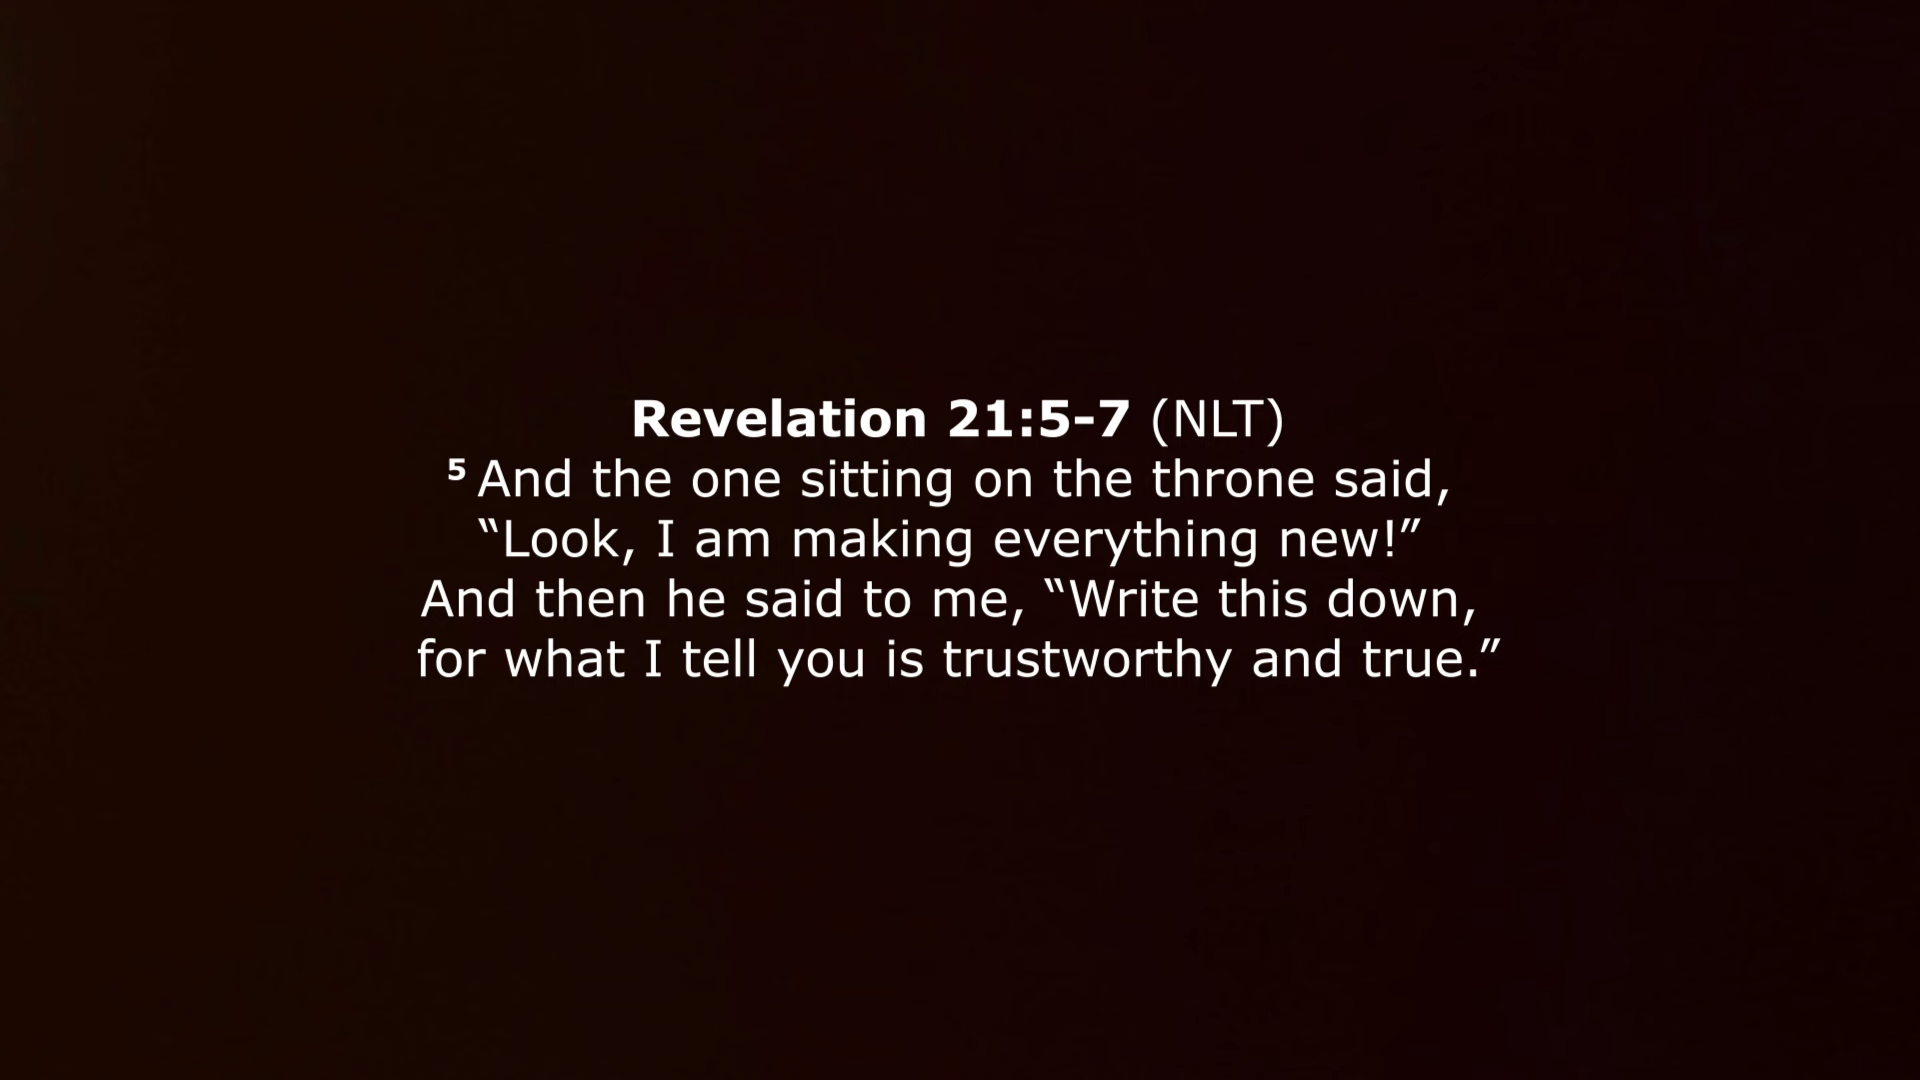 Revelation 21:5-7 (NLT)
⁵ And the one sitting on the throne said,
“Look, I am making everything new!”
And then he said to me, “Write this down,
for what I tell you is trustworthy and true.”